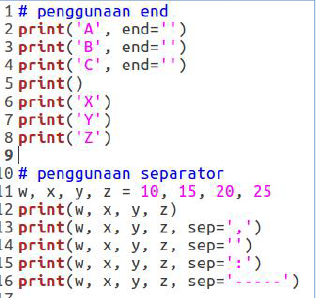 1 # penggunaan end
2 print('A', end='')
3 print('B', end='')
4 print('C', end='')
5 print()
6 print('X')
7 print('Y')
8 print('Z')
9
10 # penggunaan separator
11 w, x, y, z = 10, 15, 20, 25
12 print(w, x, y, z)
13 print(w, x, y, z, sep=',')
14 print(w, x, y, z, sep='')
15 print(w, x, y, z, sep=':')
16 print(w, x, y, z, sep='-----')